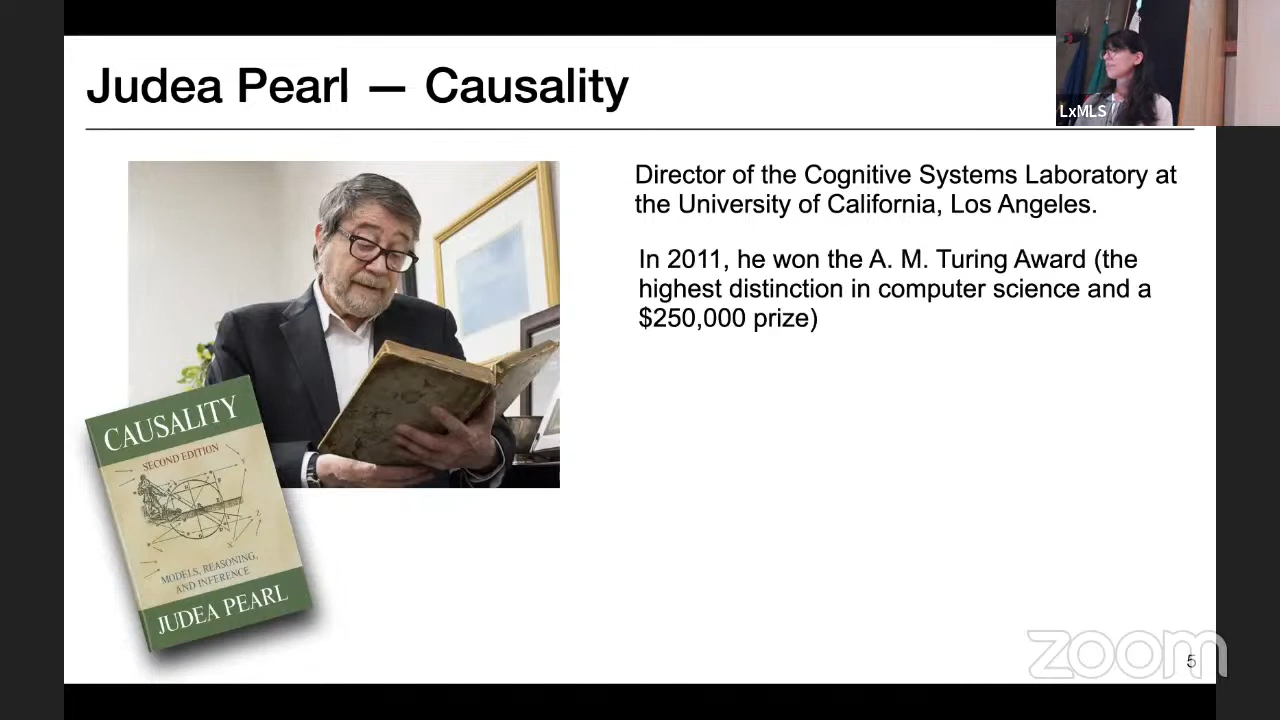 Judea Pearl — Causality
LxMLS
Director of the Cognitive Systems Laboratory at
the University of California, Los Angeles.
In 2011, he won the A. M. Turing Award (the
highest distinction in computer science and a
$250,000 prize)
CAUSALITY
SECOND EDITION
MODELS, REASONING,
AND INFERENCE
JUDEA PEARL
zoom
5